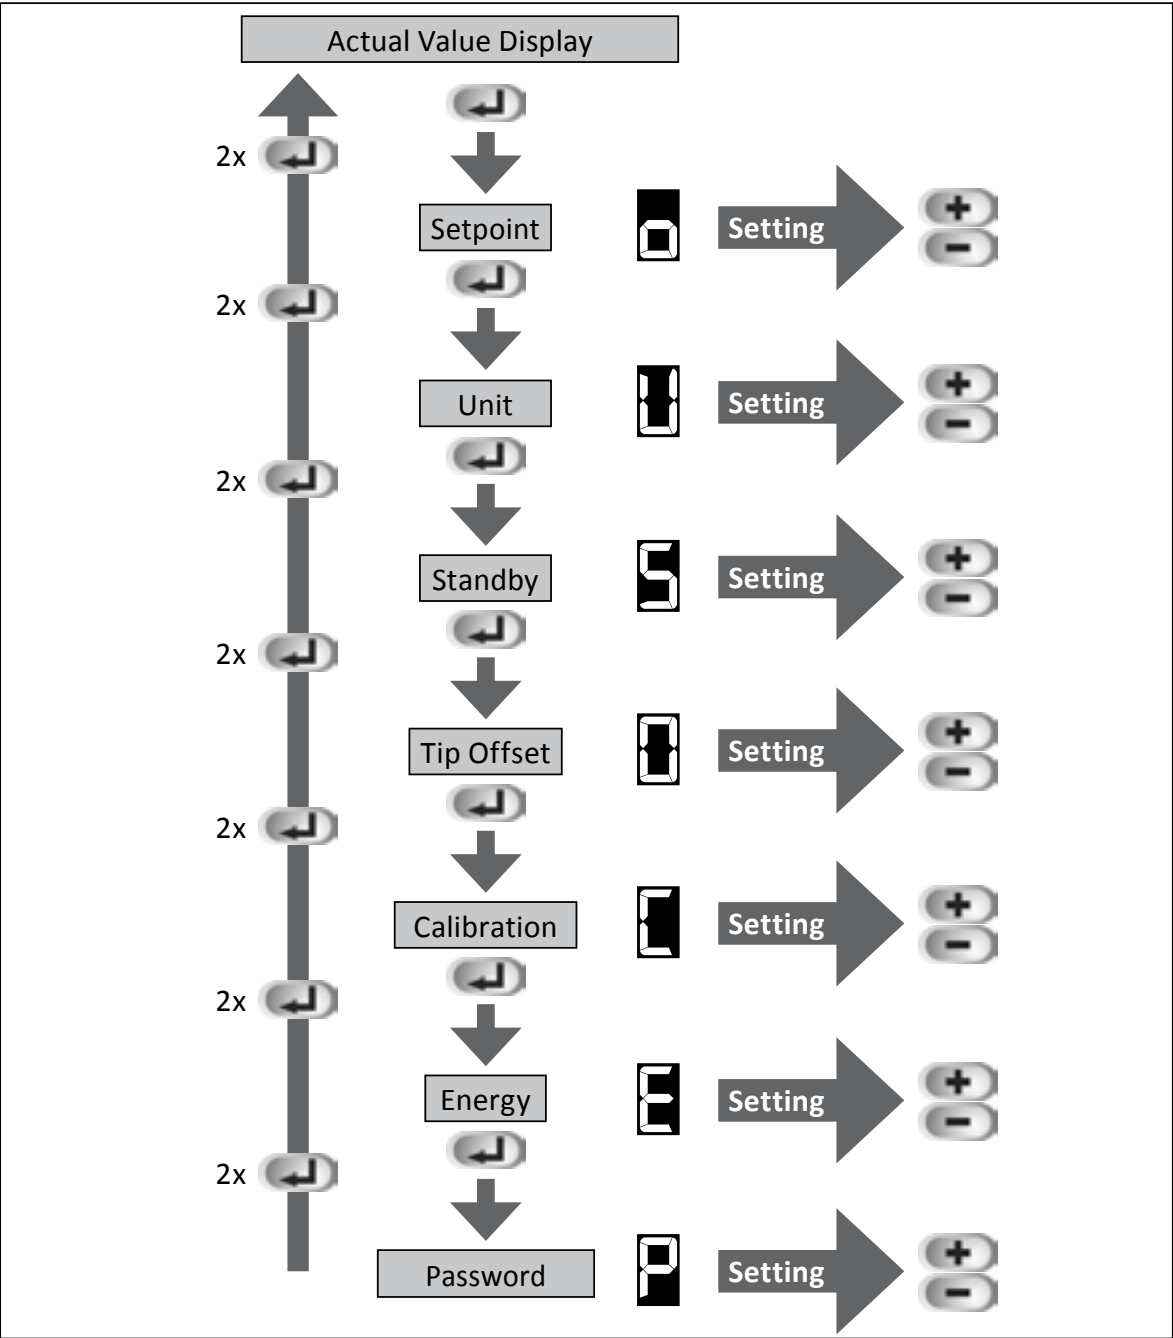 Actual Value Display
2x
Setpoint
o
Setting
+
-
2x
Unit
U
Setting
+
-
2x
Standby
S
Setting
+
-
2x
Tip Offset
0
Setting
+
-
2x
Calibration
C
Setting
+
-
2x
Energy
E
Setting
+
-
2x
Password
P
Setting
+
-